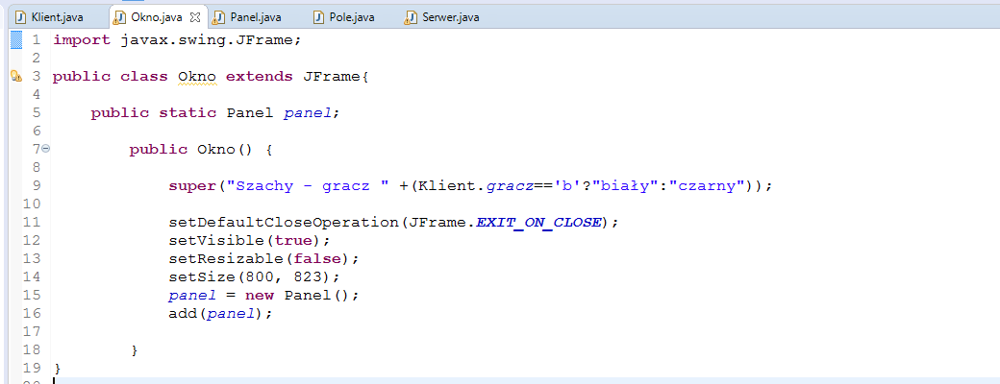 Klient.java Okno.java Panel.java Pole.java Serwer.java
1 import javax.swing.JFrame;
2
3 public class Okno extends JFrame{
4
5 public static Panel panel;
6
7 public Okno() {
8
9 super("Szachy - gracz " +(Klient.gracz=='b'?"biały":"czarny"));
10
11 setDefaultCloseOperation(JFrame.EXIT_ON_CLOSE);
12 setVisible(true);
13 setResizable(false);
14 setSize(800, 823);
15 panel = new Panel();
16 add(panel);
17
18 }
19 }
20